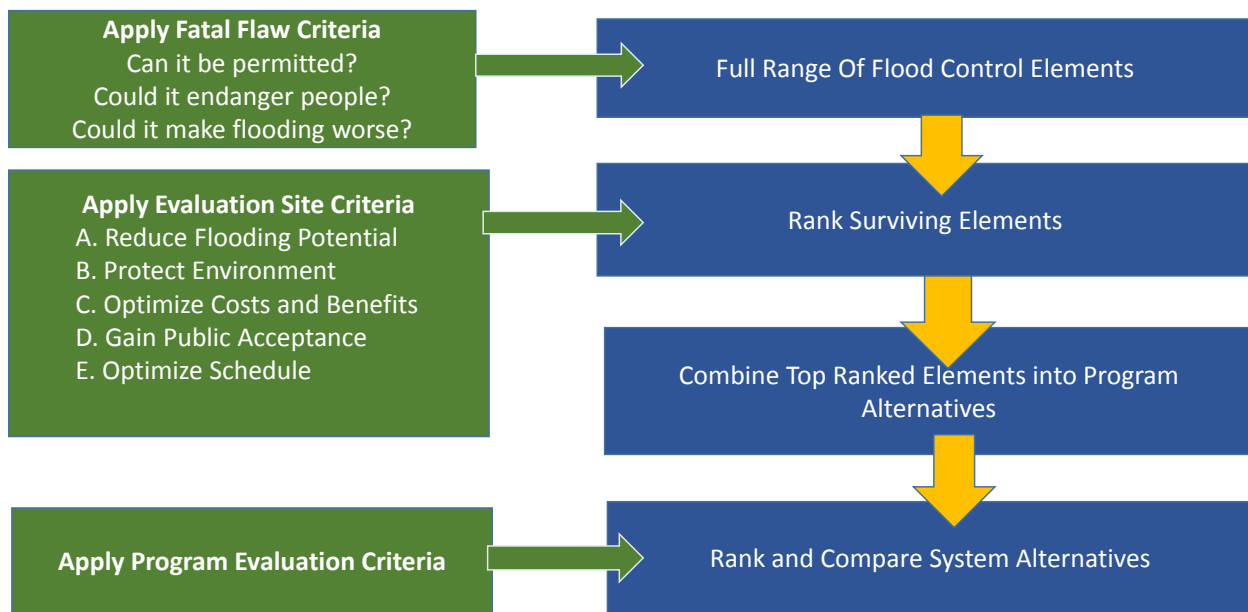 Apply Fatal Flaw Criteria
Can it be permitted?
Could it endanger people?
Could it make flooding worse?
Full Range Of Flood Control Elements
Apply Evaluation Site Criteria
A. Reduce Flooding Potential
B. Protect Environment
C. Optimize Costs and Benefits
D. Gain Public Acceptance
E. Optimize Schedule
Rank Surviving Elements
Combine Top Ranked Elements into Program
Alternatives
Apply Program Evaluation Criteria
Rank and Compare System Alternatives